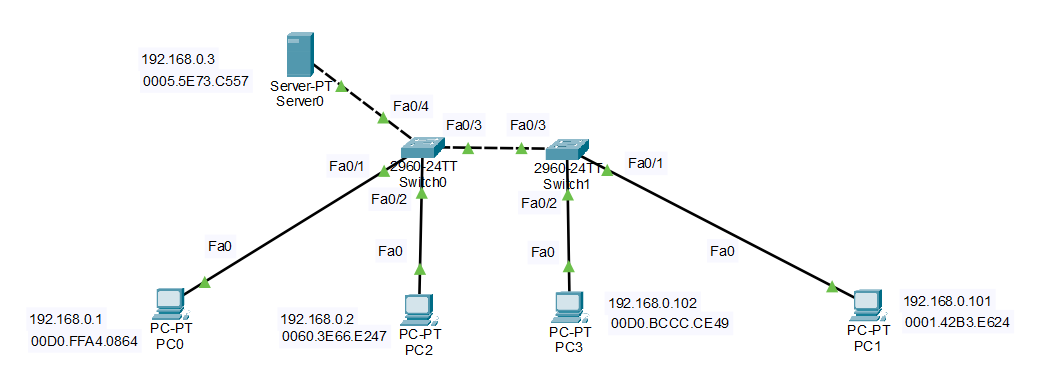 192.168.0.3
0005.5E73.C557
Server-PT
Server0
Fa0/4
Fa0/3
Fa0/3
2960-24TT
Switch0
2960-24TT
Switch1
Fa0/1
Fa0/2
Fa0/2
Fa0/1
Fa0
Fa0
Fa0
Fa0
192.168.0.1
00D0.FFA4.0864
PC-PT
PC0
192.168.0.2
0060.3E66.E247
PC-PT
PC2
192.168.0.102
00D0.BCCC.CE49
PC-PT
PC3
192.168.0.101
0001.42B3.E624
PC-PT
PC1